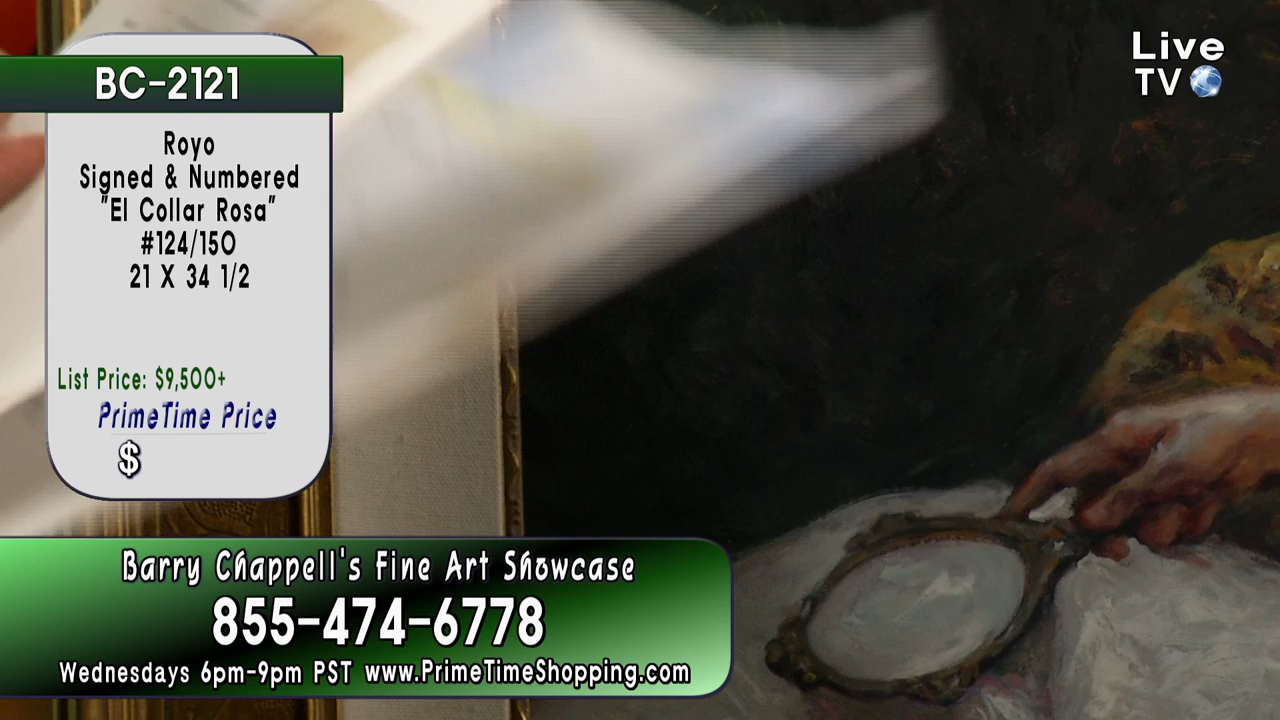 BC-2121
Royo
Signed & Numbered
"El Collar Rosa"
#124/150
21 X 34 1/2
List Price: $9,500+
PrimeTime Price
$
Live
TV
Barry Chappell's Fine Art Showcase
855-474-6778
Wednesdays 6pm-9pm PST www.PrimeTimeShopping.com